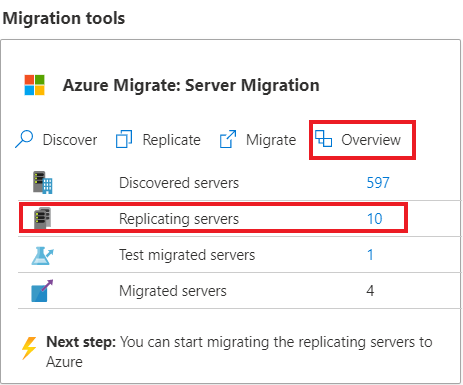 Migration tools
Azure Migrate: Server Migration
Discover Replicate Migrate Overview
Discovered servers 597
Replicating servers 10
Test migrated servers 1
Migrated servers 4
Next step: You can start migrating the replicating servers to
Azure